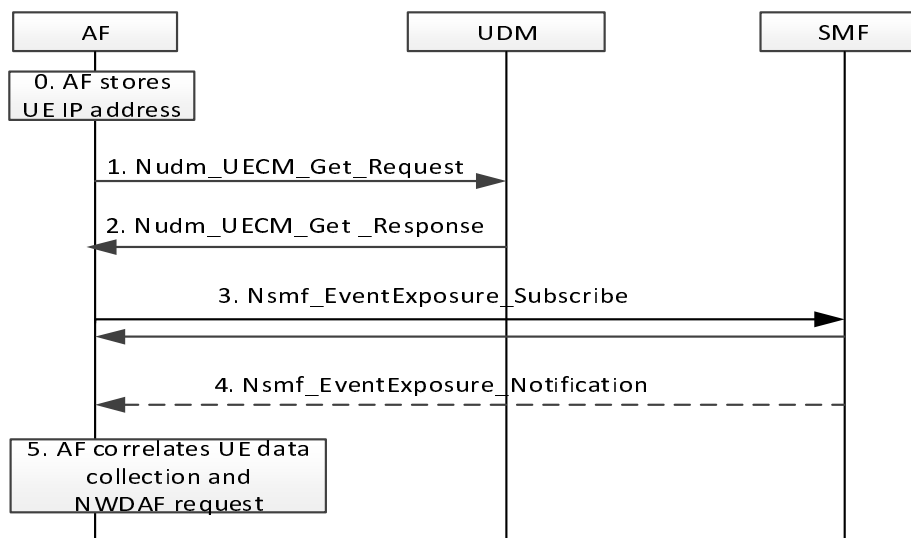 AF
UDM
SMF
0. AF stores
UE IP address
1. Nudm_UECM_Get_Request
2. Nudm_UECM_Get _Response
3. Nsmf_EventExposure_Subscribe
4. Nsmf_EventExposure_Notification
5. AF correlates UE data
collection and
NWDAF request